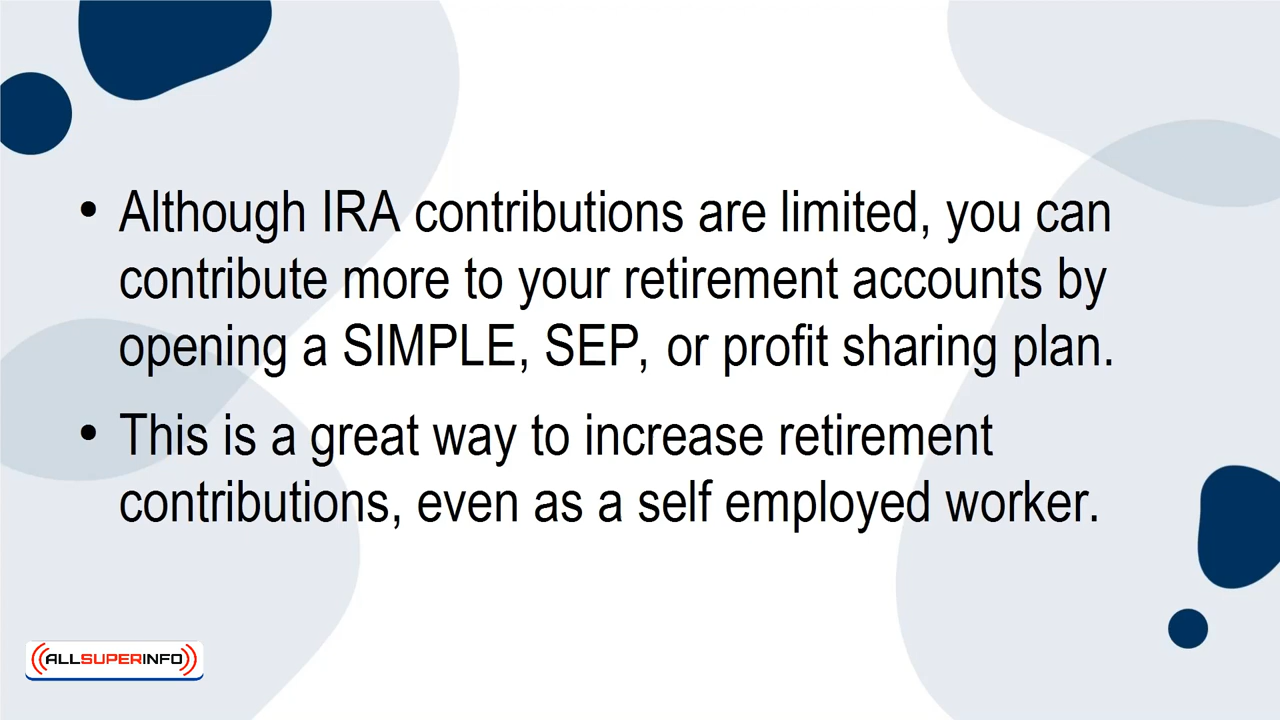 • Although IRA contributions are limited, you can
contribute more to your retirement accounts by
opening a SIMPLE, SEP, or profit sharing plan.
• This is a great way to increase retirement
contributions, even as a self employed worker.
ALLSUPERINFO